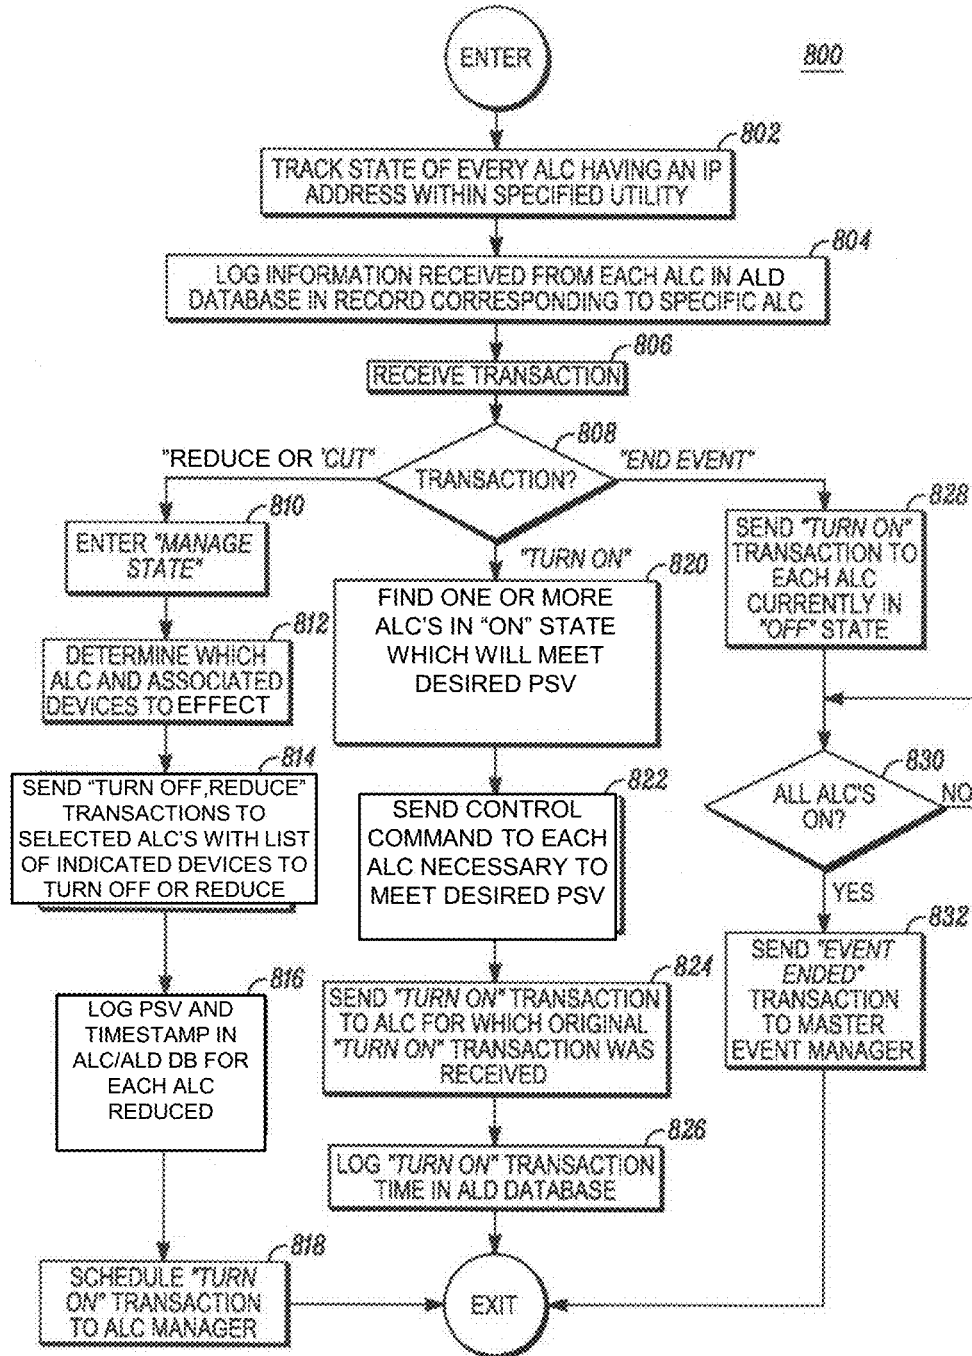 ENTER
800
802
TRACK STATE OF EVERY ALC HAVING AN IP
ADDRESS WITHIN SPECIFIED UTILITY
804
LOG INFORMATION RECEIVED FROM EACH ALC IN ALD
DATABASE IN RECORD CORRESPONDING TO SPECIFIC ALC
806
RECEIVE TRANSACTION
808
TRANSACTION?
"REDUCE OR 'CUT"
810
ENTER "MANAGE
STATE"
812
DETERMINE WHICH
ALC AND ASSOCIATED
DEVICES TO EFFECT
814
SEND "TURN OFF,REDUCE"
TRANSACTIONS TO
SELECTED ALC'S WITH LIST
OF INDICATED DEVICES TO
TURN OFF OR REDUCE
816
LOG PSV AND
TIMESTAMP IN
ALC/ALD DB FOR
EACH ALC
REDUCED
818
SCHEDULE "TURN
ON" TRANSACTION
TO ALC MANAGER
"TURN ON"
820
FIND ONE OR MORE
ALC'S IN "ON" STATE
WHICH WILL MEET
DESIRED PSV
822
SEND CONTROL
COMMAND TO EACH
ALC NECESSARY TO
MEET DESIRED PSV
824
SEND "TURN ON" TRANSACTION
TO ALC FOR WHICH ORIGINAL
"TURN ON" TRANSACTION WAS
RECEIVED
826
LOG "TURN ON" TRANSACTION
TIME IN ALD DATABASE
EXIT
"END EVENT"
828
SEND "TURN ON"
TRANSACTION TO
EACH ALC
CURRENTLY IN
"OFF" STATE
830
ALL ALC'S
ON?
NO
YES
832
SEND "EVENT
ENDED"
TRANSACTION
TO MASTER
EVENT MANAGER